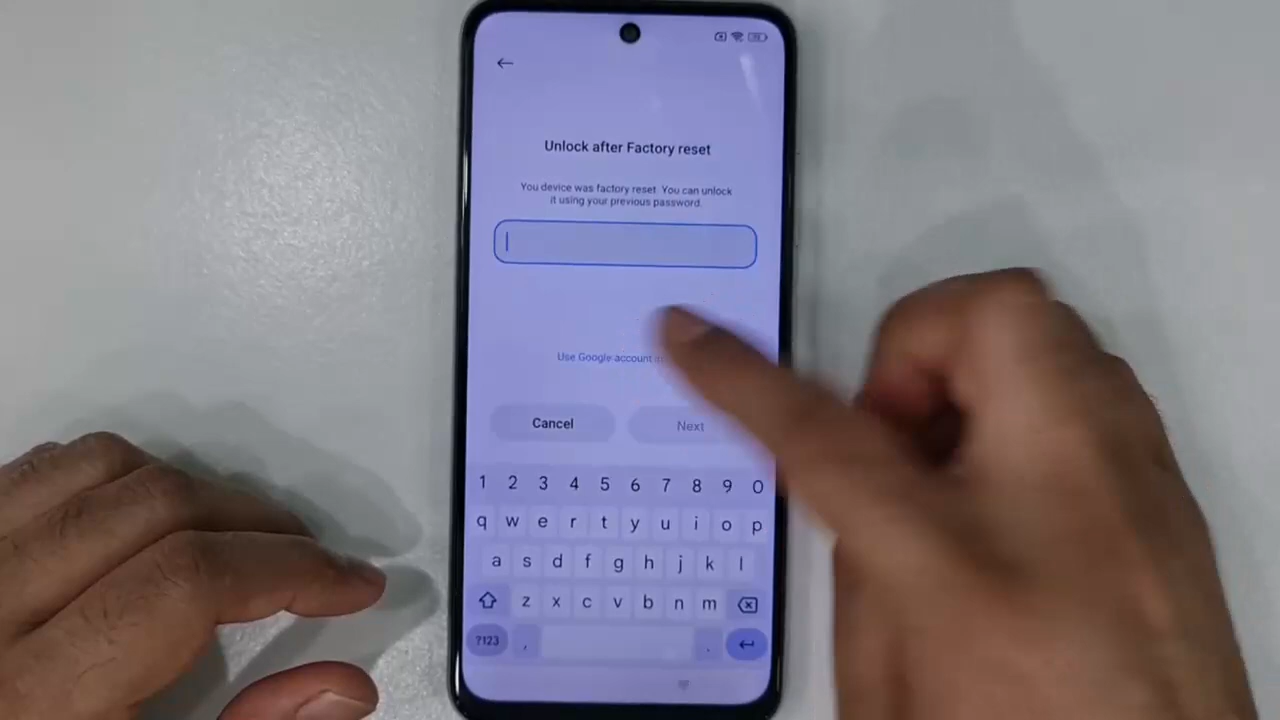 Unlock after Factory reset
You device was factory reset. You can unlock
it using your previous password.
Use Google account
Cancel
Next
1 2 3 4 5 6 7 8 9 0
q w e r t y u i o p
a s d f g h j k l
z x c v b n m
?123 , .